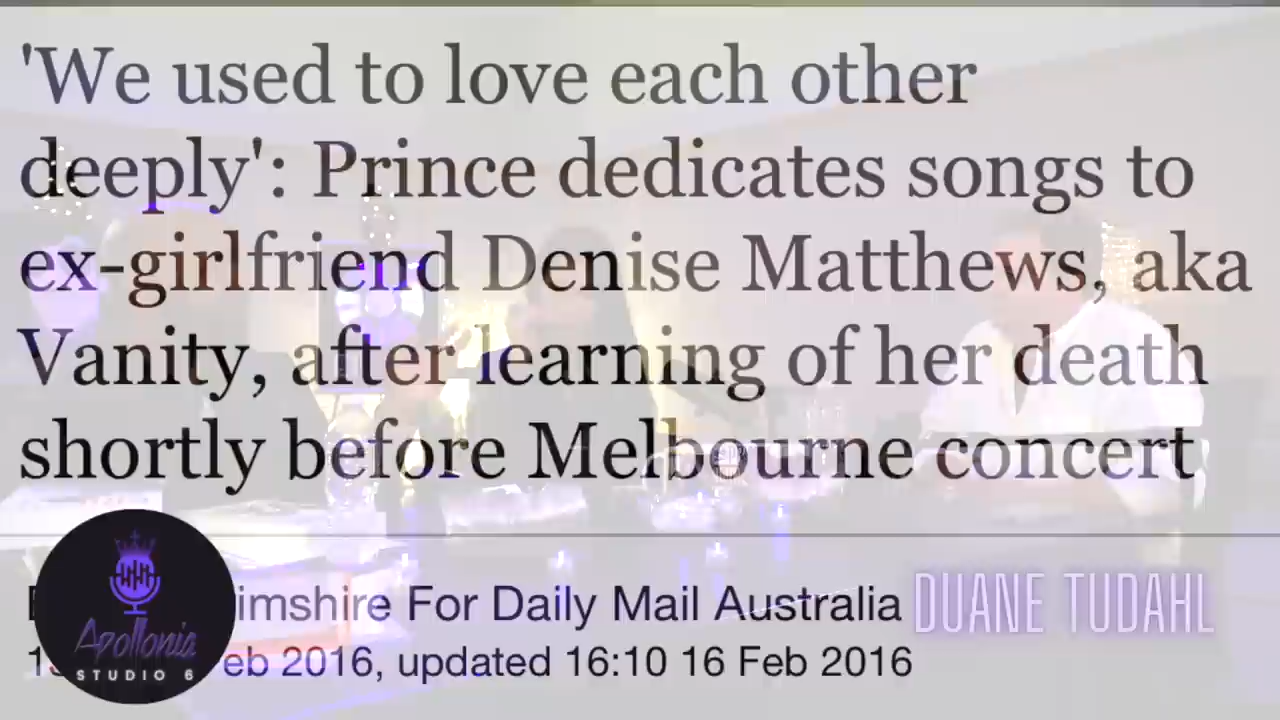 'We used to love each other
deeply': Prince dedicates songs to
ex-girlfriend Denise Matthews, aka
Vanity, after learning of her death
shortly before Melbourne concert
For Daily Mail Australia
2016, updated 16:10 16 Feb 2016
DUANE TUDAHL
Apollonia
STUDIO 6